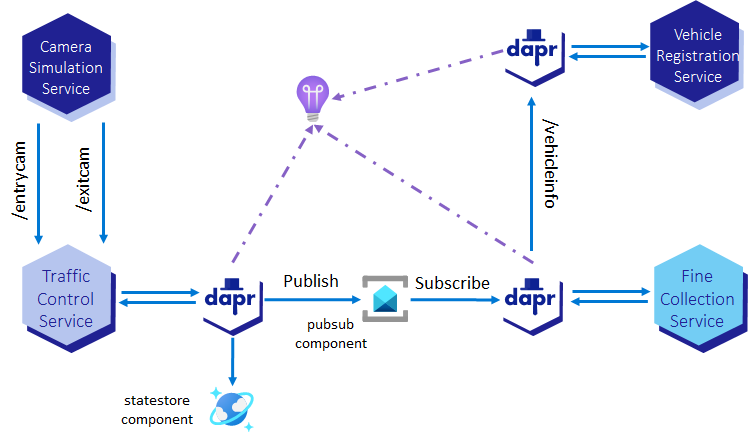 Camera
Simulation
Service
dapr
Vehicle
Registration
Service
/entrycam
/exitcam
/vehicleinfo
Traffic
Control
Service
dapr
Publish
pubsub
component
Subscribe
dapr
Fine
Collection
Service
statestore
component